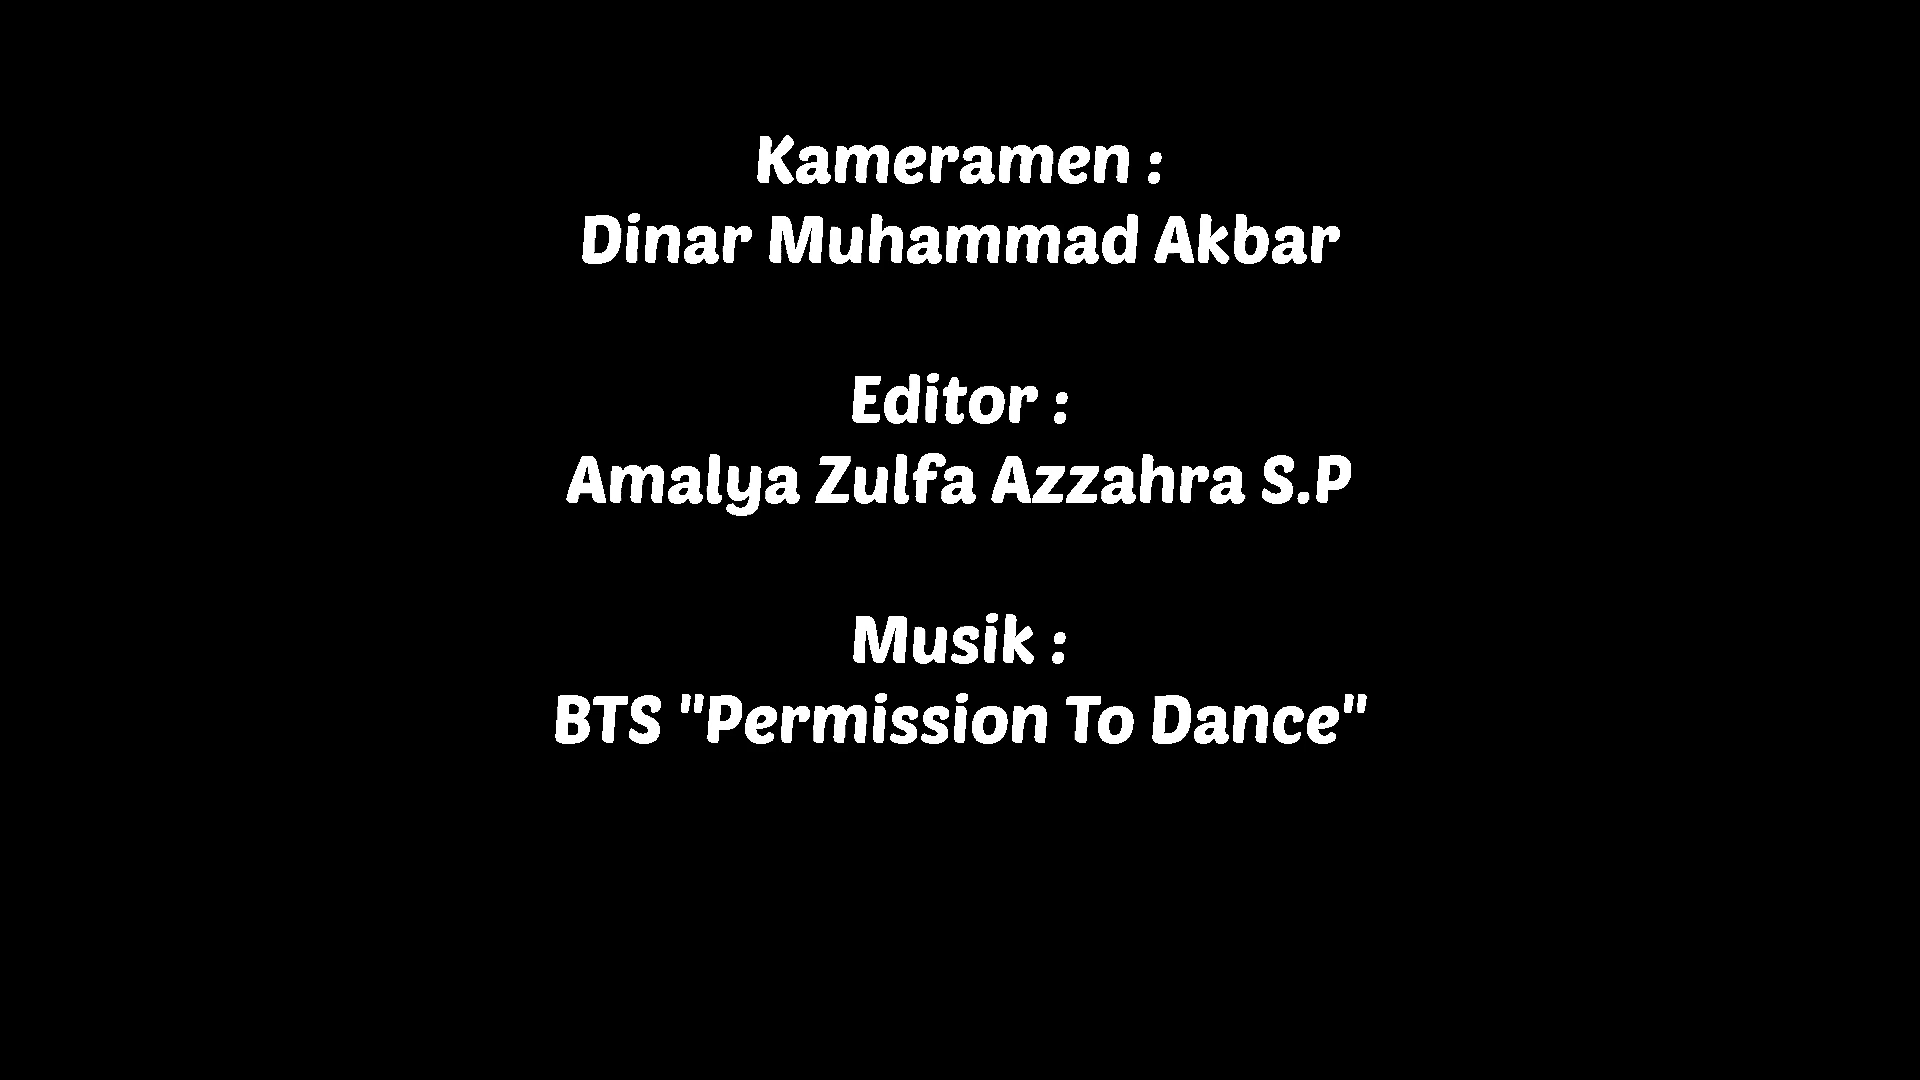 Kameramen :
Dinar Muhammad Akbar
Editor :
Amalya Zulfa Azzahra S.P
Musik :
BTS "Permission To Dance"